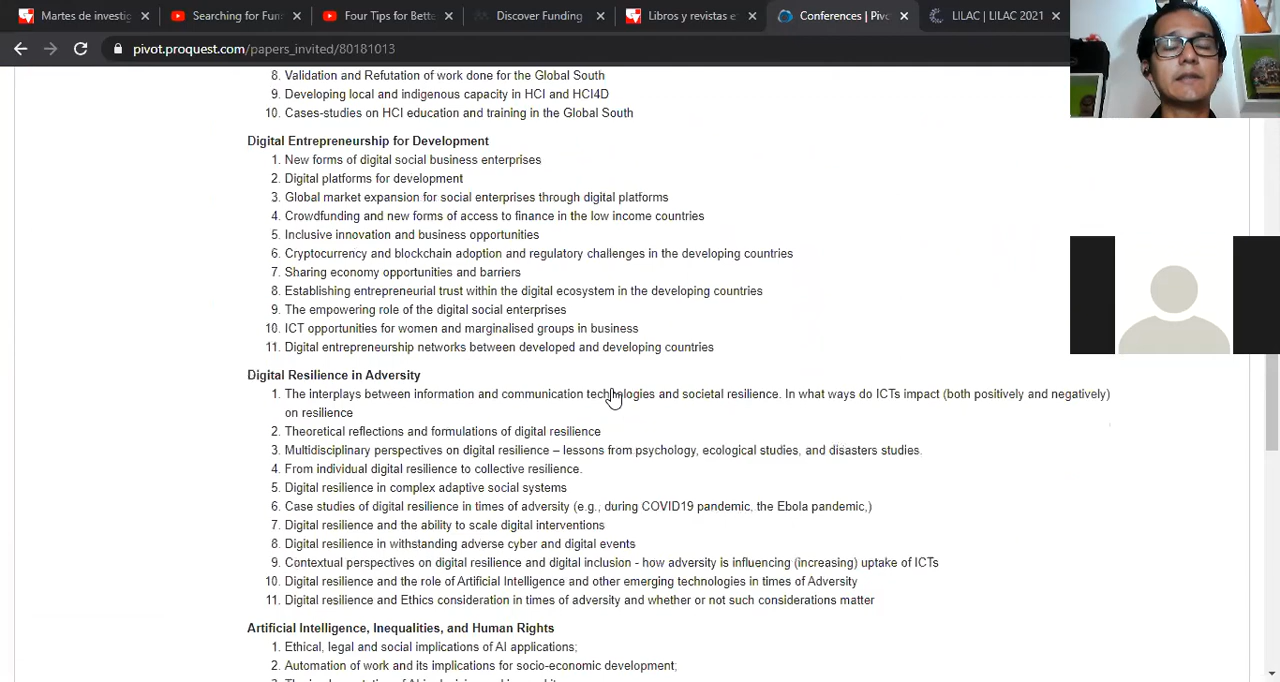 Martes de investig
Searching for Fun
Four Tips for Bette
Discover Funding
Libros y revistas e
Conferences | Pivo
LILAC | LILAC 2021
pivot.proquest.com/papers_invited/80181013
8. Validation and Refutation of work done for the Global South
9. Developing local and indigenous capacity in HCI and HCI4D
10. Cases-studies on HCI education and training in the Global South
Digital Entrepreneurship for Development
1. New forms of digital social business enterprises
2. Digital platforms for development
3. Global market expansion for social enterprises through digital platforms
4. Crowdfunding and new forms of access to finance in the low income countries
5. Inclusive innovation and business opportunities
6. Cryptocurrency and blockchain adoption and regulatory challenges in the developing countries
7. Sharing economy opportunities and barriers
8. Establishing entrepreneurial trust within the digital ecosystem in the developing countries
9. The empowering role of the digital social enterprises
10. ICT opportunities for women and marginalised groups in business
11. Digital entrepreneurship networks between developed and developing countries
Digital Resilience in Adversity
1. The interplays between information and communication technologies and societal resilience. In what ways do ICTs impact (both positively and negatively)
on resilience
2. Theoretical reflections and formulations of digital resilience
3. Multidisciplinary perspectives on digital resilience – lessons from psychology, ecological studies, and disasters studies.
4. From individual digital resilience to collective resilience.
5. Digital resilience in complex adaptive social systems
6. Case studies of digital resilience in times of adversity (e.g., during COVID19 pandemic, the Ebola pandemic,)
7. Digital resilience and the ability to scale digital interventions
8. Digital resilience in withstanding adverse cyber and digital events
9. Contextual perspectives on digital resilience and digital inclusion - how adversity is influencing (increasing) uptake of ICTs
10. Digital resilience and the role of Artificial Intelligence and other emerging technologies in times of Adversity
11. Digital resilience and Ethics consideration in times of adversity and whether or not such considerations matter
Artificial Intelligence, Inequalities, and Human Rights
1. Ethical, legal and social implications of AI applications;
2. Automation of work and its implications for socio-economic development;